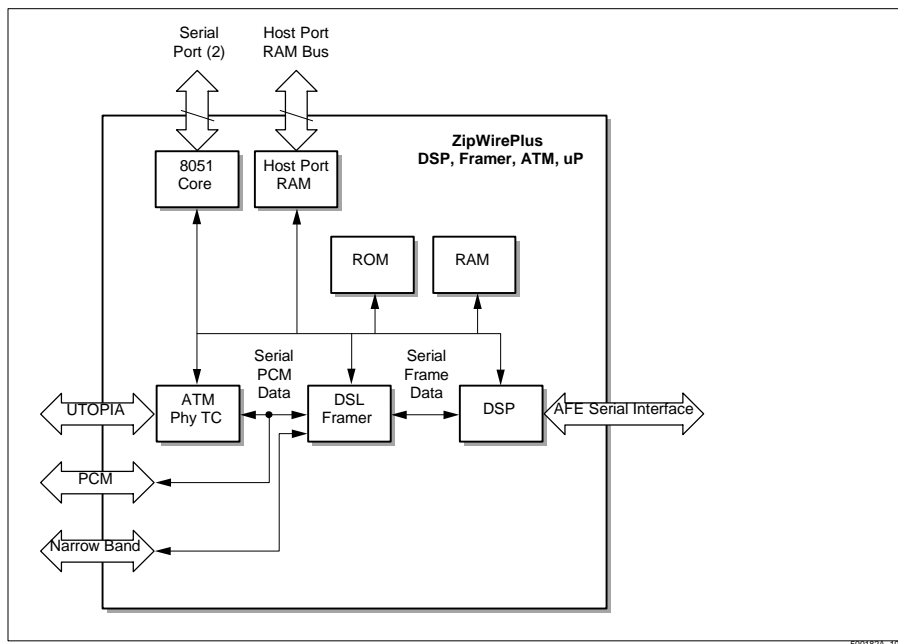 Serial
Port (2)
Host Port
RAM Bus
ZipWirePlus
DSP, Framer, ATM, uP
8051
Core
Host Port
RAM
ROM
RAM
Serial
PCM
Data
Serial
Frame
Data
UTOPIA
ATM
Phy TC
DSL
Framer
DSP
AFE Serial Interface
PCM
Narrow Band